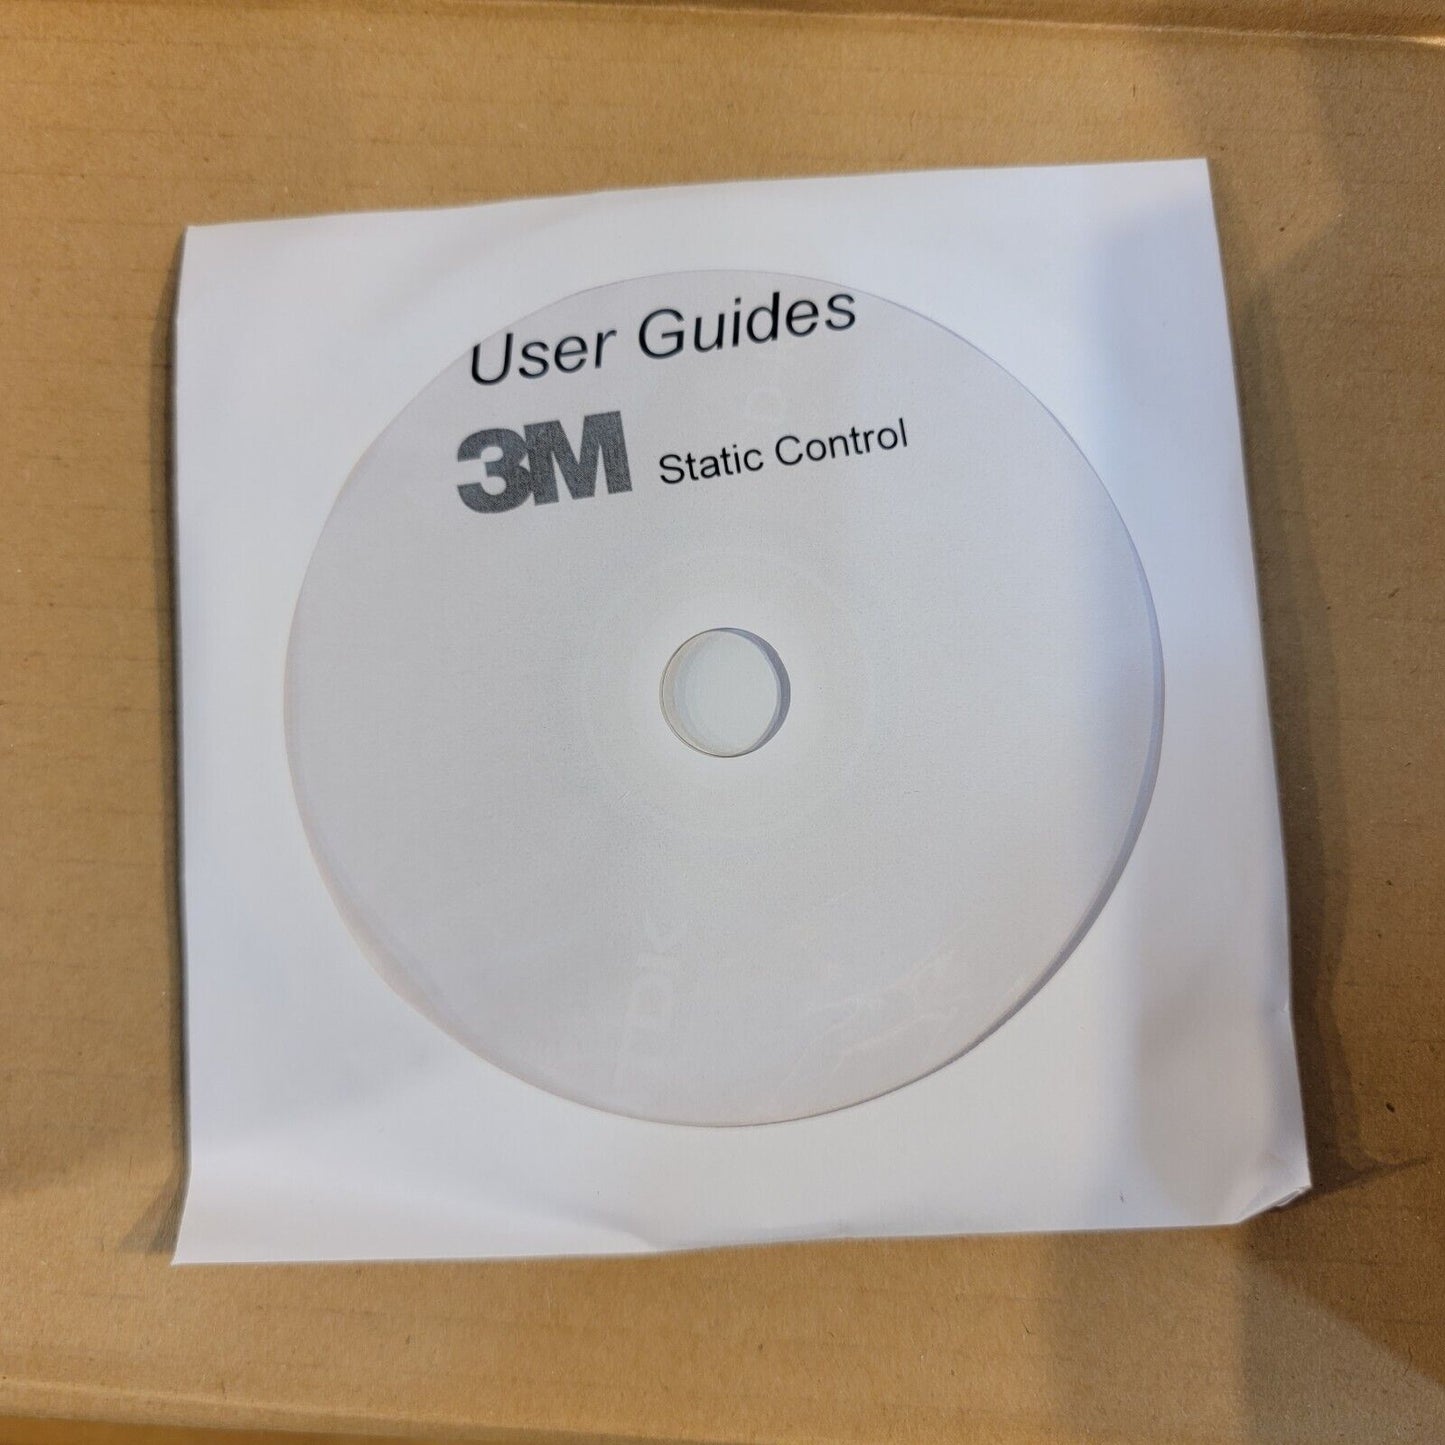 User Guides
3M Static Control